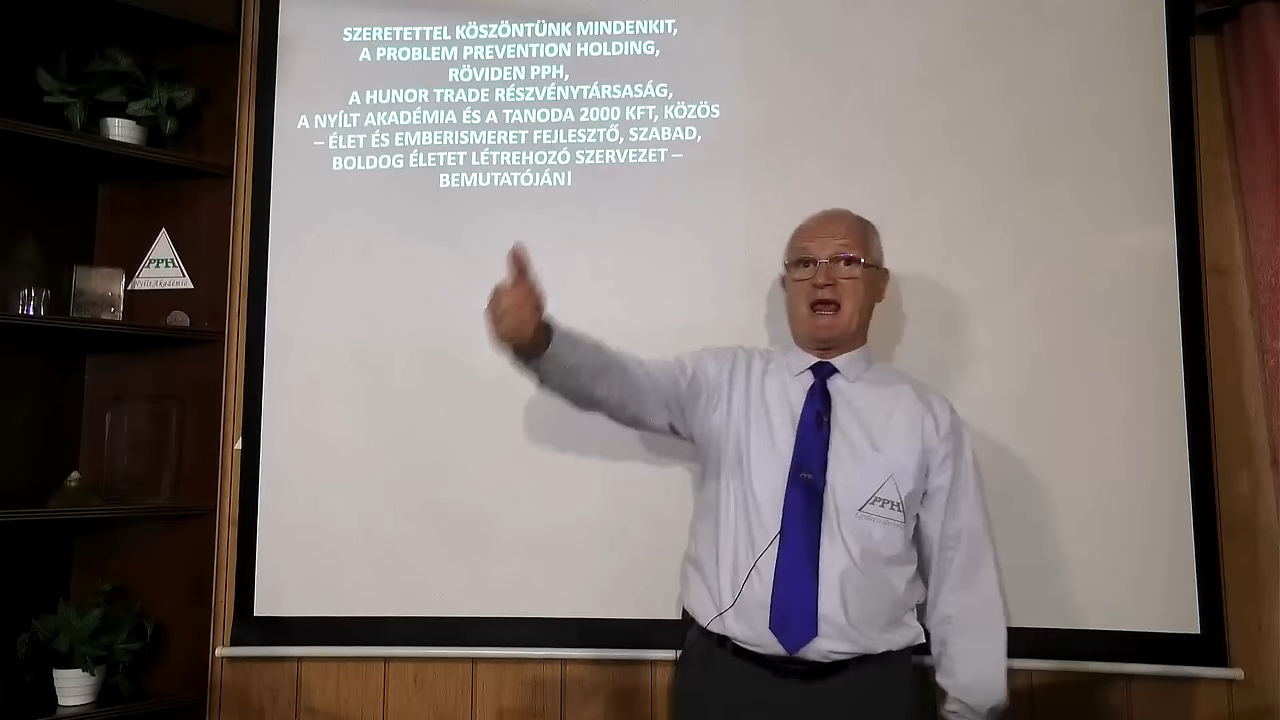 SZERETETTEL KÖSZÖNTÜNK MINDENKIT,
A PROBLEM PREVENTION HOLDING,
RÖVIDEN PPH,
A HUNOR TRADE RÉSZVÉNYTÁRSASÁG,
A NYÍLT AKADÉMIA ÉS A TANODA 2000 KFT, KÖZÖS
– ÉLET ÉS EMBERISMERET FEJLESZTŐ, SZABAD,
BOLDOG ÉLETET LÉTREHOZÓ SZERVEZET –
BEMUTATÓJÁN!
PPH
Nyílt Akadémia
PPH